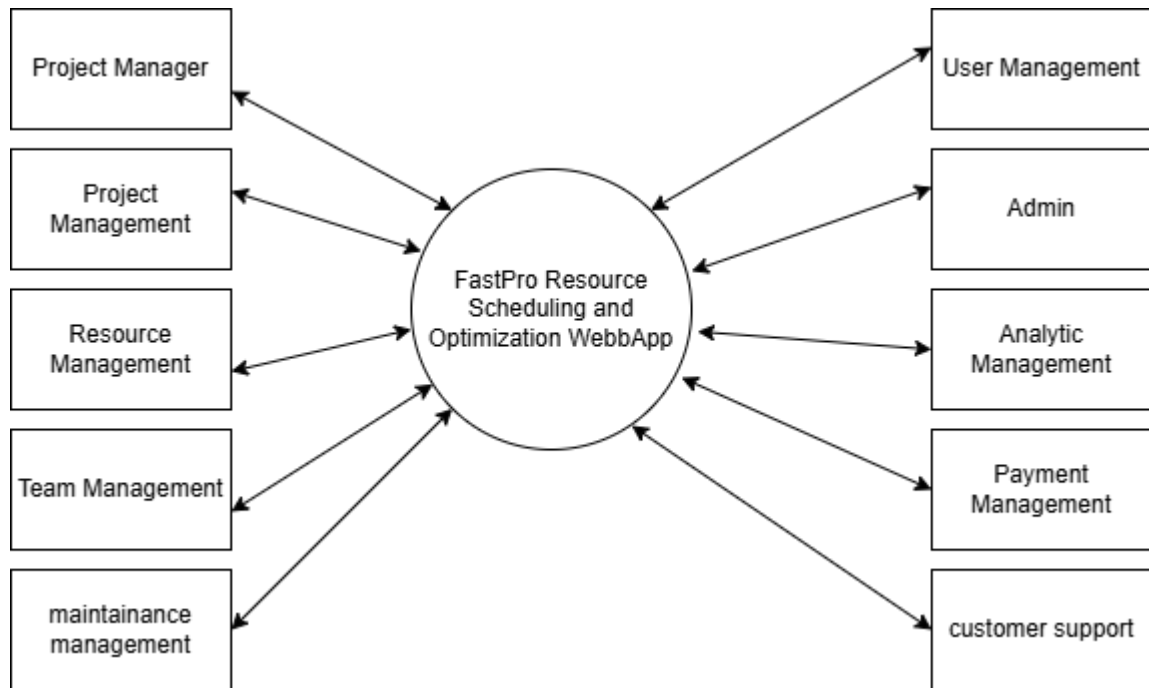 Project Manager
Project
Management
Resource
Management
Team Management
maintainance
management
FastPro Resource
Scheduling and
Optimization WebbApp
User Management
Admin
Analytic
Management
Payment
Management
customer support